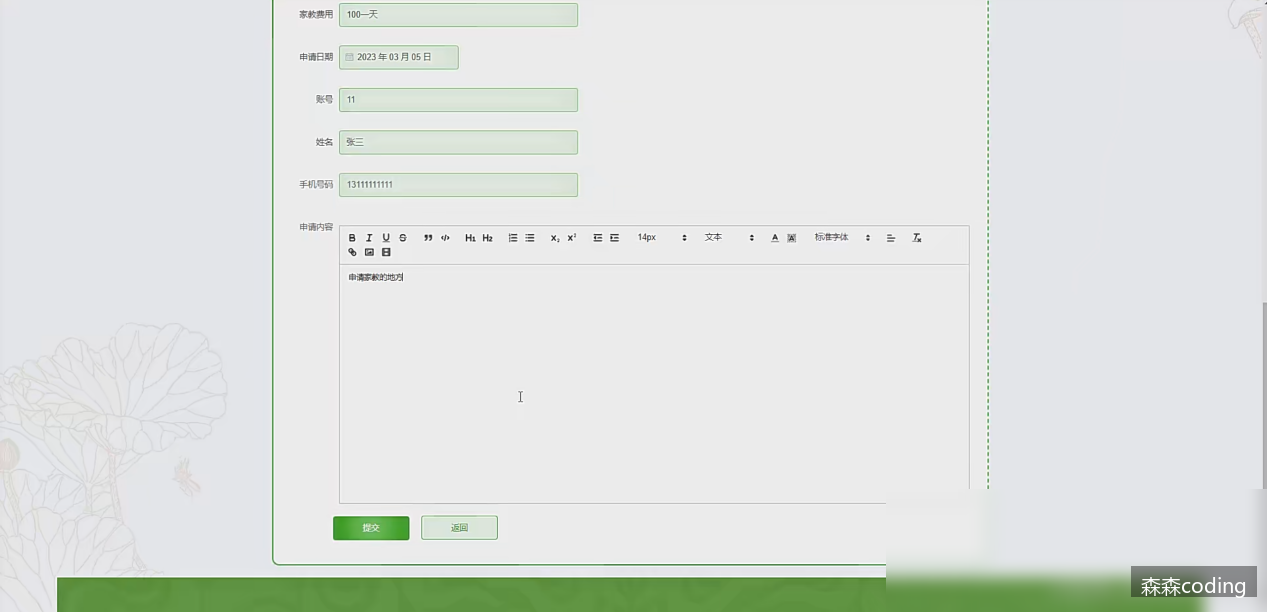 家教费用 100一天
申请日期 2023 年 03 月 05 日
账号 11
姓名 张三
手机号码 13111111111
申请内容
B I U S ” </> H1 H2 X2 X2 14px 文本 A A 标准字体 Tx
申请家教的地方
提交 返回
森森coding